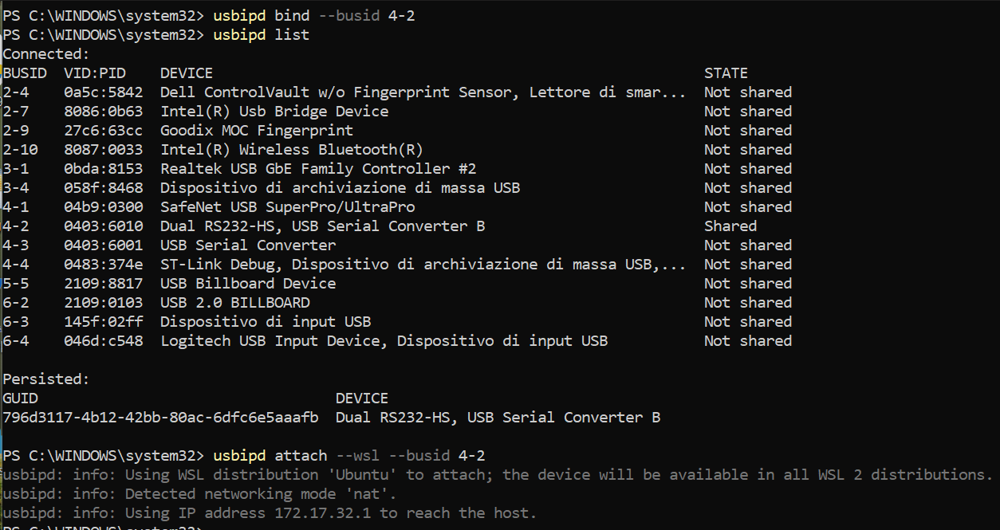 PS C:\WINDOWS\system32> usbipd bind --busid 4-2
PS C:\WINDOWS\system32> usbipd list
Connected:
BUSID  VID:PID    DEVICE                                                        STATE
2-4    0a5c:5842  Dell ControlVault w/o Fingerprint Sensor, Lettore di smar...  Not shared
2-7    8086:0b63  Intel(R) Usb Bridge Device                                    Not shared
2-9    27c6:63cc  Goodix MOC Fingerprint                                        Not shared
2-10   8087:0033  Intel(R) Wireless Bluetooth(R)                                Not shared
3-1    0bda:8153  Realtek USB GbE Family Controller #2                          Not shared
3-4    058f:8468  Dispositivo di archiviazione di massa USB                     Not shared
4-1    04b9:0300  SafeNet USB SuperPro/UltraPro                                 Not shared
4-2    0403:6010  Dual RS232-HS, USB Serial Converter B                         Shared
4-3    0403:6001  USB Serial Converter                                          Not shared
4-4    0483:374e  ST-Link Debug, Dispositivo di archiviazione di massa USB,...  Not shared
5-5    2109:8817  USB Billboard Device                                          Not shared
6-2    2109:0103  USB 2.0 BILLBOARD                                             Not shared
6-3    145f:02ff  Dispositivo di input USB                                      Not shared
6-4    046d:c548  Logitech USB Input Device, Dispositivo di input USB           Not shared
Persisted:
GUID                                  DEVICE
796d3117-4b12-42bb-80ac-6dfc6e5aaafb  Dual RS232-HS, USB Serial Converter B
PS C:\WINDOWS\system32> usbipd attach --wsl --busid 4-2
usbipd: info: Using WSL distribution 'Ubuntu' to attach; the device will be available in all WSL 2 distributions.
usbipd: info: Detected networking mode 'nat'.
usbipd: info: Using IP address 172.17.32.1 to reach the host.
PS C:\WINDOWS\system32>